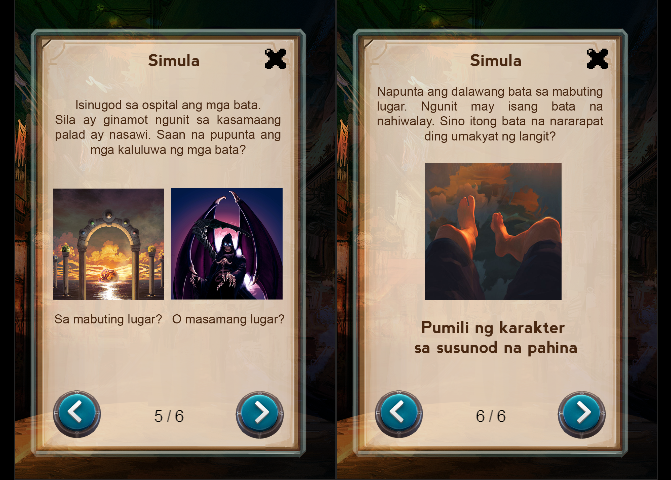 Simula
Isinugod sa ospital ang mga bata.
Sila ay ginamot ngunit sa kasamaang
palad ay nasawi. Saan na pupunta ang
mga kaluluwa ng mga bata?
Sa mabuting lugar? O masamang lugar?
5 / 6
Simula
Napunta ang dalawang bata sa mabuting
lugar. Ngunit may isang bata na
nahiwalay. Sino itong bata na nararapat
ding umakyat ng langit?
Pumili ng karakter
sa susunod na pahina
6 / 6